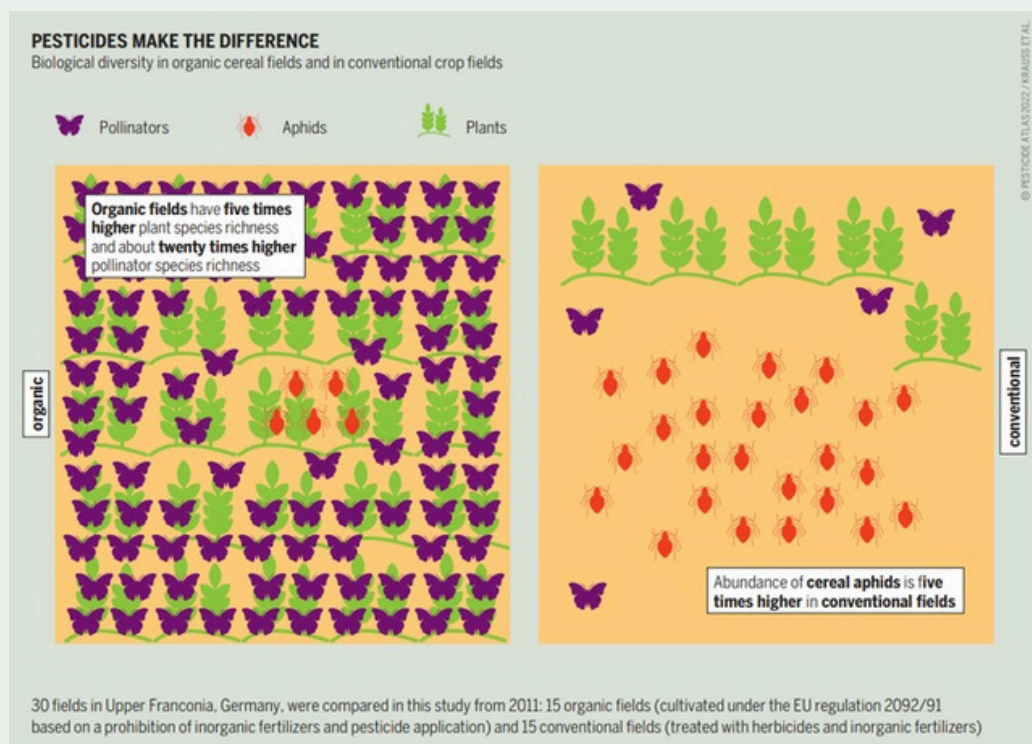 PESTICIDES MAKE THE DIFFERENCE
Biological diversity in organic cereal fields and in conventional crop fields
Pollinators
Aphids
Plants
Organic fields have five times
higher plant species richness
and about twenty times higher
pollinator species richness
organic
conventional
Abundance of cereal aphids is five
times higher in conventional fields
30 fields in Upper Franconia, Germany, were compared in this study from 2011: 15 organic fields (cultivated under the EU regulation 2092/91
based on a prohibition of inorganic fertilizers and pesticide application) and 15 conventional fields (treated with herbicides and inorganic fertilizers)
© PESTICIDE ATLAS 2022 / KRAUSS ET AL.